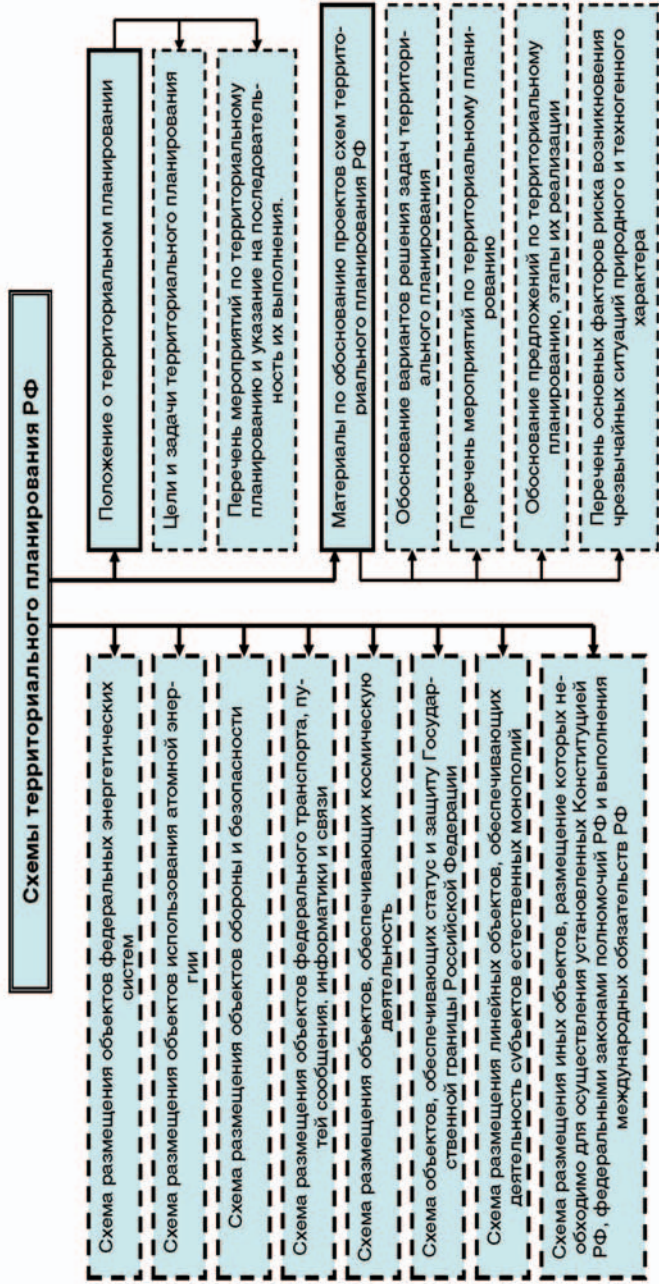 Схемы территориального планирования РФ
Схема размещения объектов федеральных энергетических
систем
Схема размещения объектов использования атомной энер-
гии
Схема размещения объектов обороны и безопасности
Схема размещения объектов федерального транспорта, пу-
тей сообщения, информатики и связи
Схема размещения объектов, обеспечивающих космическую
деятельность
Схема объектов, обеспечивающих статус и защиту Государ-
ственной границы Российской Федерации
Схема размещения линейных объектов, обеспечивающих
деятельность субъектов естественных монополий
Схема размещения иных объектов, размещение которых не-
обходимо для осуществления установленных Конституцией
РФ, федеральными законами полномочий РФ и выполнения
международных обязательств РФ
Положение о территориальном планировании
Цели и задачи территориального планирования
Перечень мероприятий по территориальному
планированию и указание на последователь-
ность их выполнения.
Материалы по обоснованию проектов схем террито-
риального планирования РФ
Обоснование вариантов решения задач территори-
ального планирования
Перечень мероприятий по территориальному плани-
рованию
Обоснование предложений по территориальному
планированию, этапы их реализации
Перечень основных факторов риска возникновения
чрезвычайных ситуаций природного и техногенного
характера